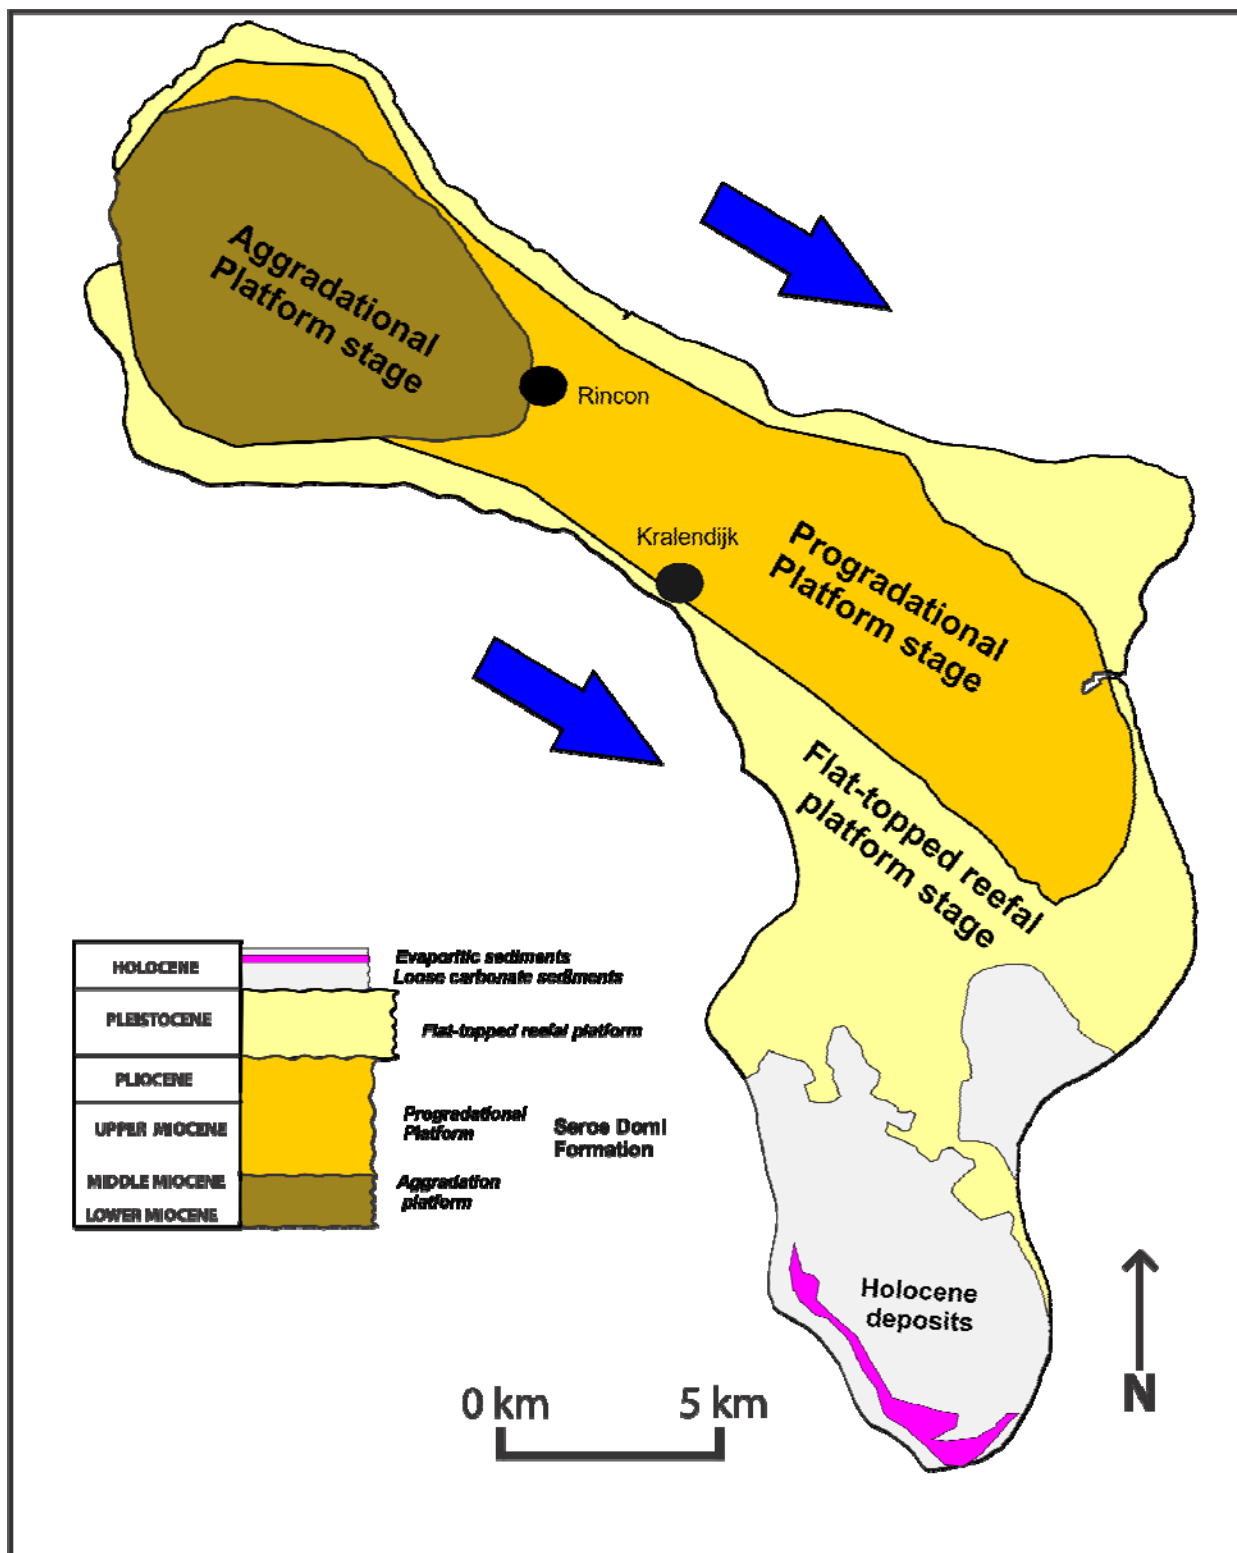 Aggradational
Platform stage
Rincon
Kralendijk
Progradational
Platform stage
Flat-topped reefal
platform stage
HOLOCENE
Evaporitic sediments
Loose carbonate sediments
PLEISTOCENE
Flat-topped reefal platform
PLIOCENE
UPPER MIOCENE
Progradational
Platform
Seroe Domi
Formation
MIDDLE MIOCENE
LOWER MIOCENE
Aggradation
platform
Holocene
deposits
0 km 5 km
N